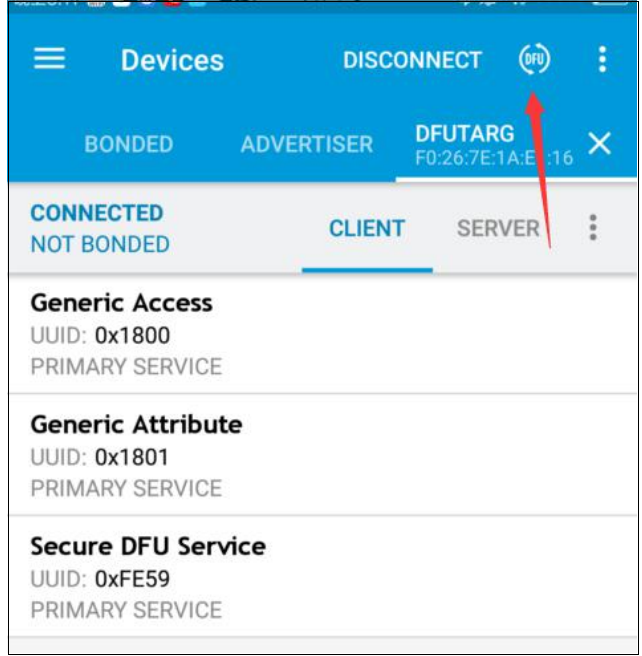 Devices
DISCONNECT
DFU
BONDED
ADVERTISER
DFUTARG
F0:26:7E:1A:E :16
CONNECTED
NOT BONDED
CLIENT
SERVER
Generic Access
UUID: 0x1800
PRIMARY SERVICE
Generic Attribute
UUID: 0x1801
PRIMARY SERVICE
Secure DFU Service
UUID: 0xFE59
PRIMARY SERVICE